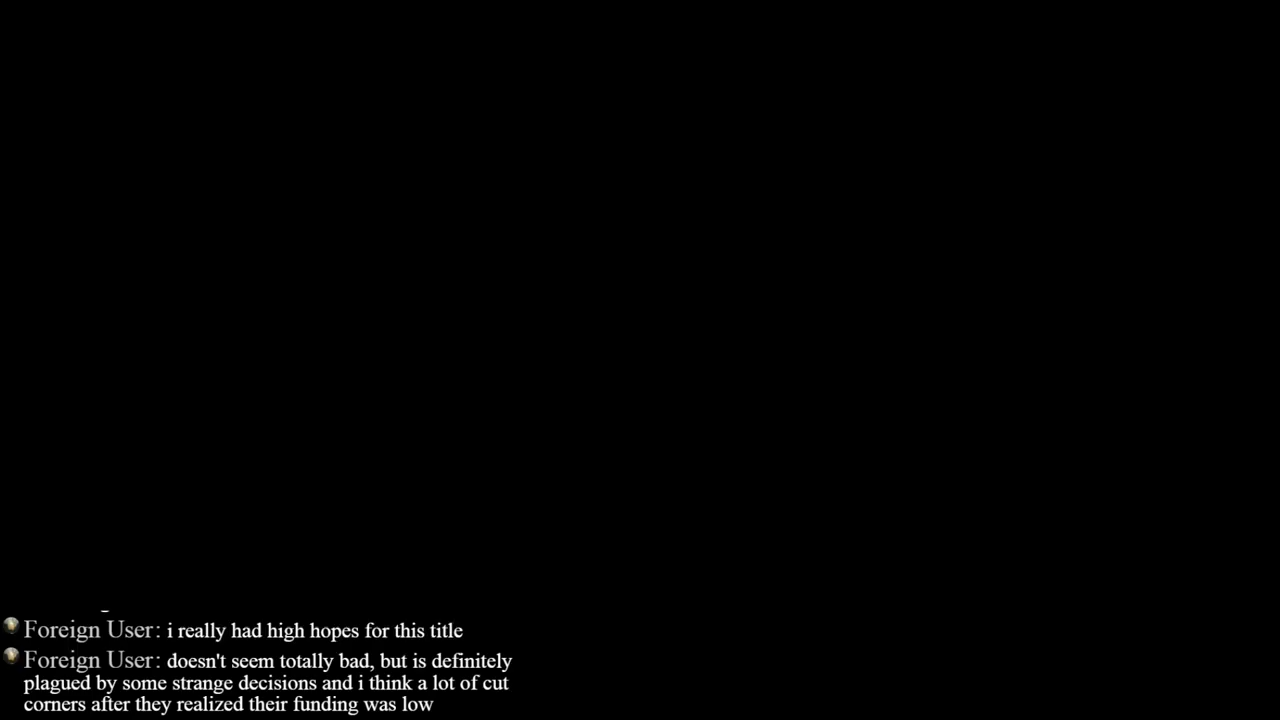 Foreign User: i really had high hopes for this title
Foreign User: doesn't seem totally bad, but is definitely
plagued by some strange decisions and i think a lot of cut
corners after they realized their funding was low